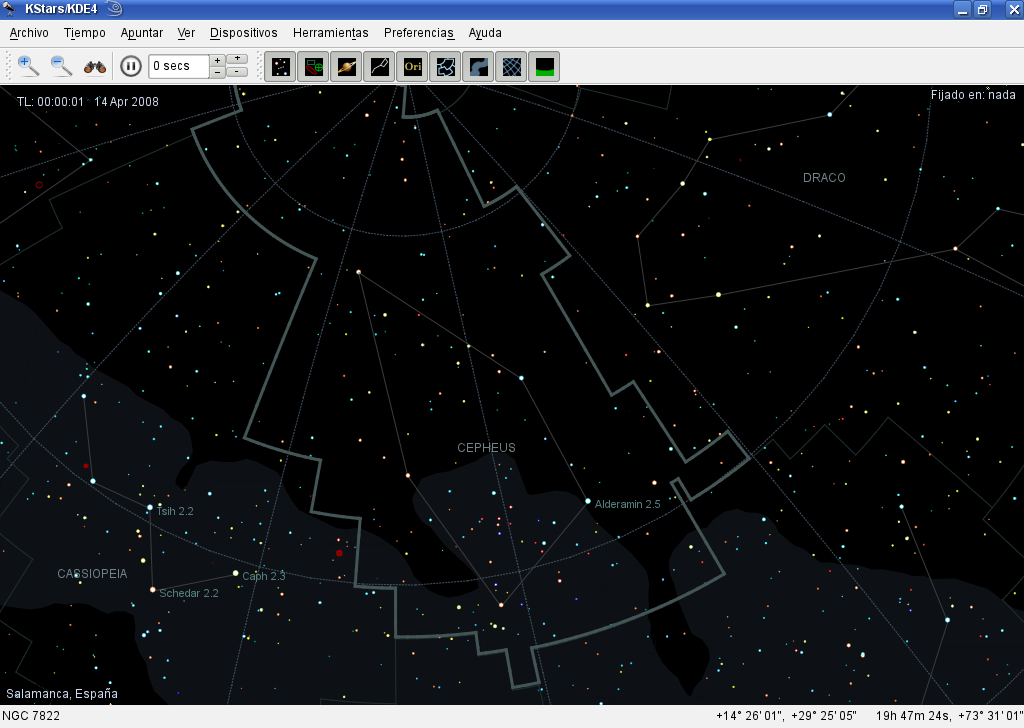 KStars/KDE4
Archivo Tiempo Apuntar Ver Dispositivos Herramientas Preferencias Ayuda
0 secs + - + - Ori
TL: 00:00:01 14 Apr 2008
Fijado en: nada
DRACO
CEPHEUS
Alderamin 2.5
Tsih 2.2
CASSIOPEIA
Caph 2.3
Schedar 2.2
Salamanca, España
NGC 7822
+14° 26' 01", +29° 25' 05" 19h 47m 24s, +73° 31' 01"